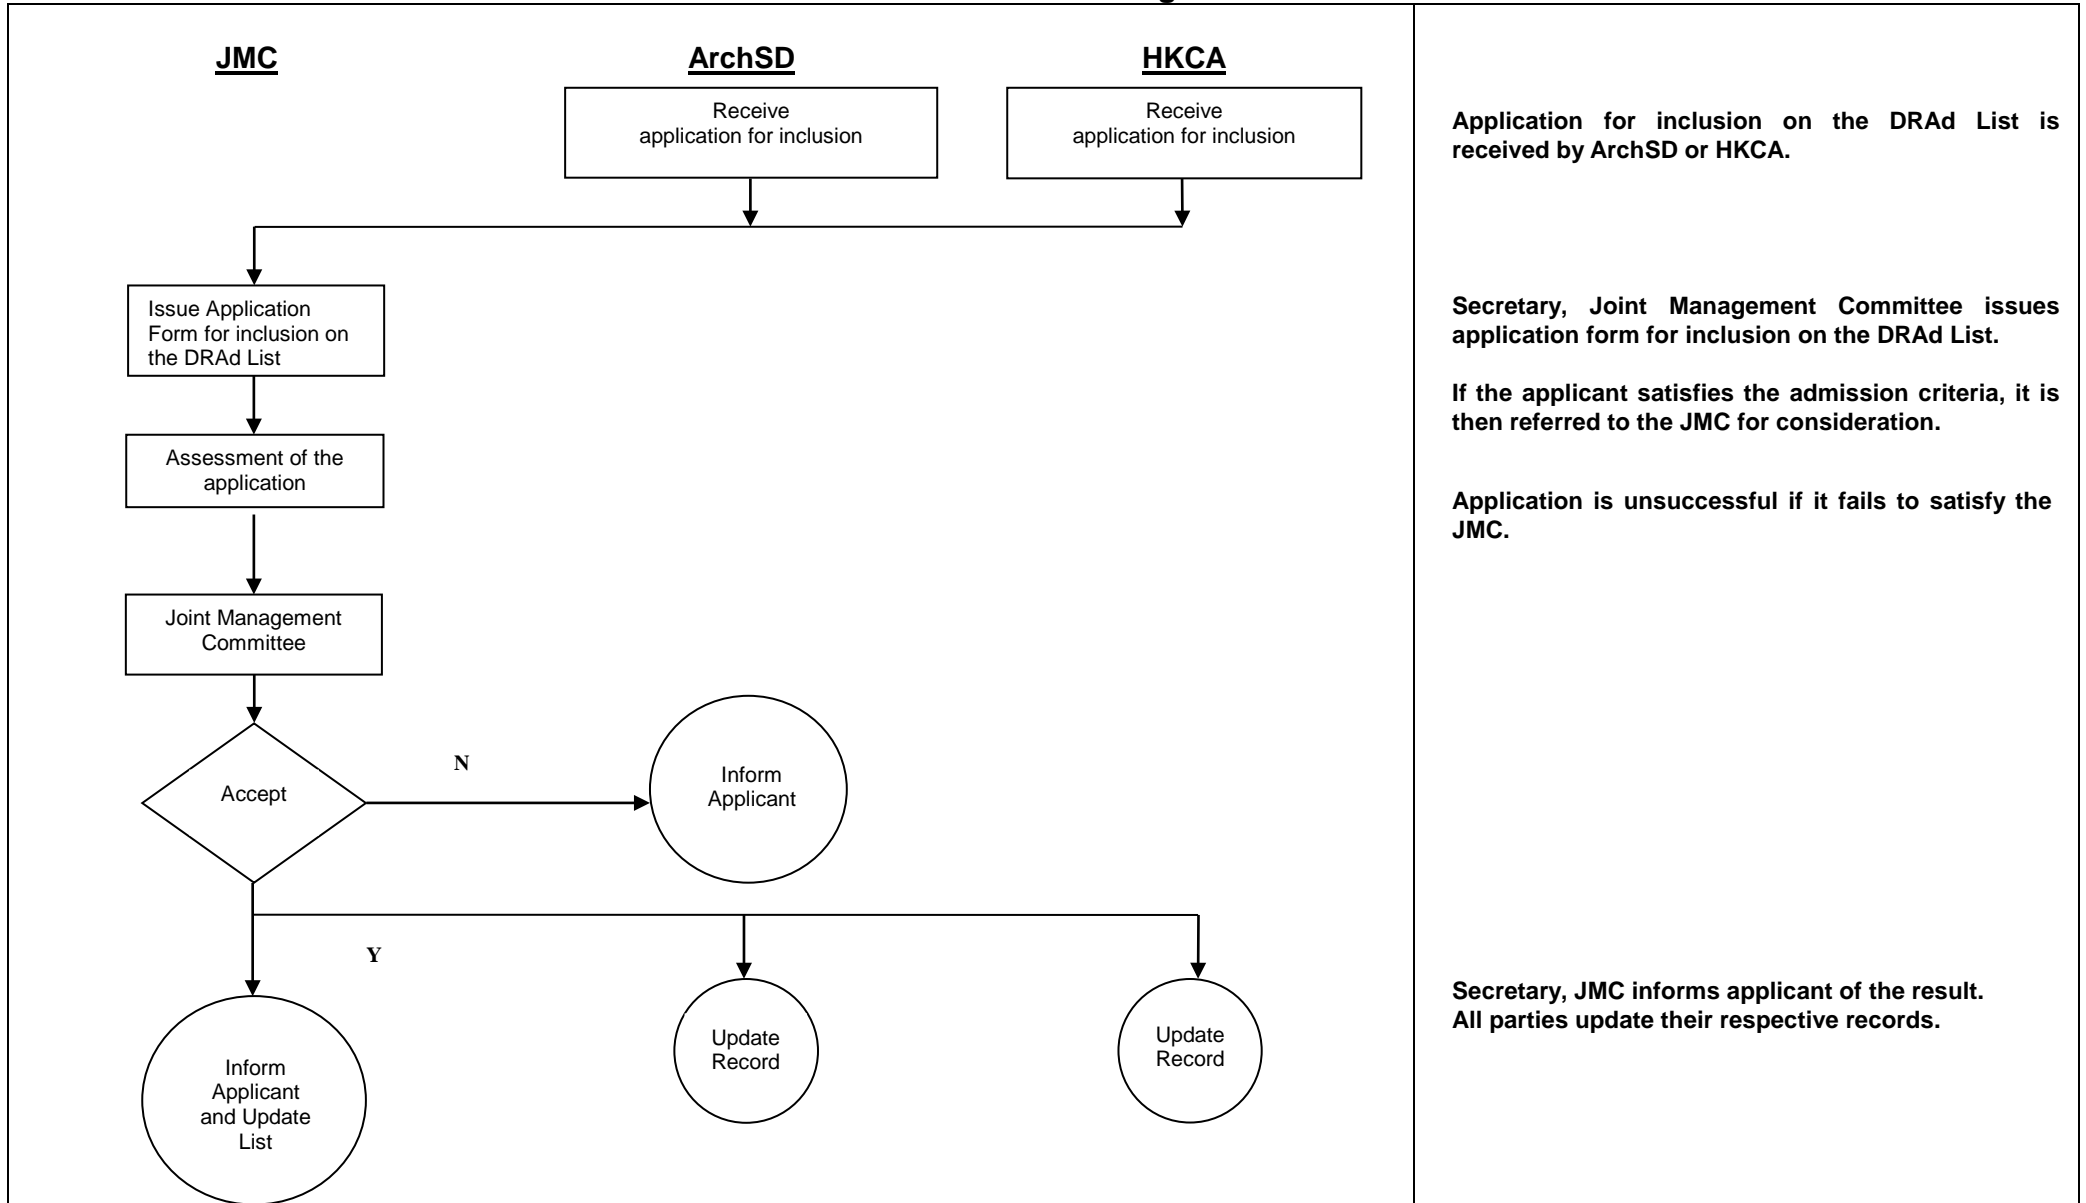 JMC
ArchSD
HKCA
Receive
application for inclusion
Receive
application for inclusion
Issue Application
Form for inclusion on
the DRAd List
Assessment of the
application
Joint Management
Committee
Accept
N
Inform
Applicant
Y
Inform
Applicant
and Update
List
Update
Record
Update
Record
Application for inclusion on the DRAd List is
received by ArchSD or HKCA.
Secretary, Joint Management Committee issues
application form for inclusion on the DRAd List.
If the applicant satisfies the admission criteria, it is
then referred to the JMC for consideration.
Application is unsuccessful if it fails to satisfy the
JMC.
Secretary, JMC informs applicant of the result.
All parties update their respective records.